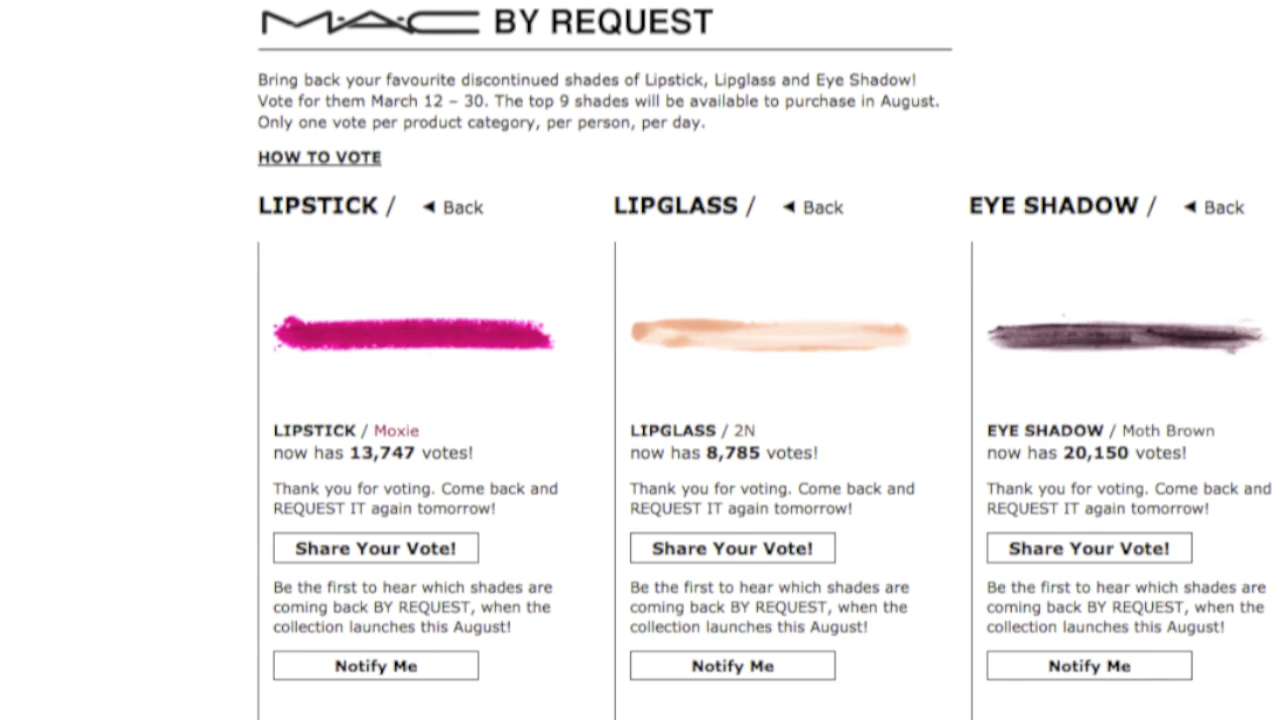 MAC BY REQUEST
Bring back your favourite discontinued shades of Lipstick, Lipglass and Eye Shadow!
Vote for them March 12 – 30. The top 9 shades will be available to purchase in August.
Only one vote per product category, per person, per day.
HOW TO VOTE
LIPSTICK / ◄ Back
LIPSTICK / Moxie
now has 13,747 votes!
Thank you for voting. Come back and
REQUEST IT again tomorrow!
Share Your Vote!
Be the first to hear which shades are
coming back BY REQUEST, when the
collection launches this August!
Notify Me
LIPGLASS / ◄ Back
LIPGLASS / 2N
now has 8,785 votes!
Thank you for voting. Come back and
REQUEST IT again tomorrow!
Share Your Vote!
Be the first to hear which shades are
coming back BY REQUEST, when the
collection launches this August!
Notify Me
EYE SHADOW / ◄ Back
EYE SHADOW / Moth Brown
now has 20,150 votes!
Thank you for voting. Come back and
REQUEST IT again tomorrow!
Share Your Vote!
Be the first to hear which shades are
coming back BY REQUEST, when the
collection launches this August!
Notify Me